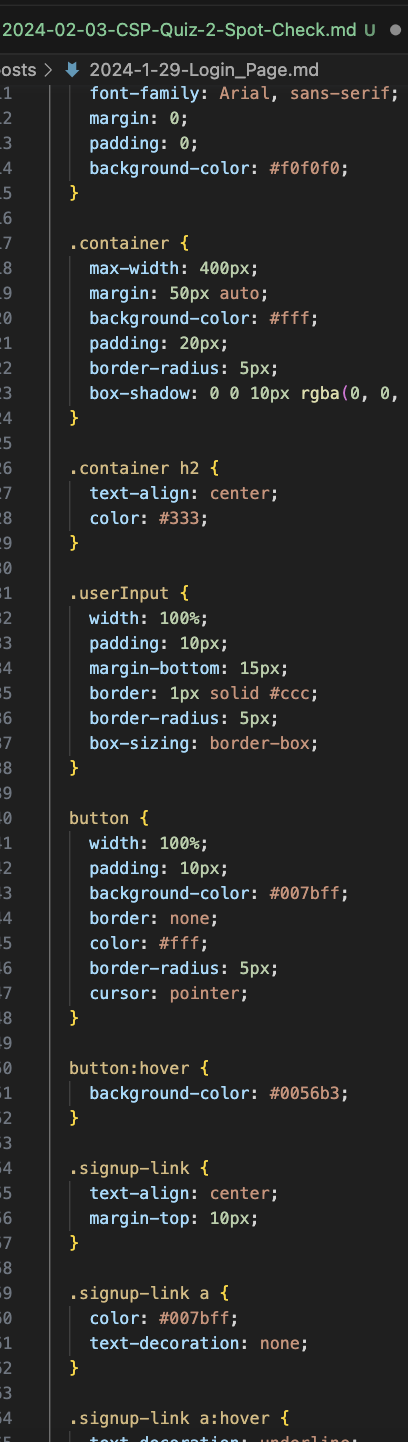 2024-02-03-CSP-Quiz-2-Spot-Check.md U
osts > 2024-1-29-Login_Page.md
11 font-family: Arial, sans-serif;
12 margin: 0;
13 padding: 0;
14 background-color: #f0f0f0;
15 }
16
17 .container {
18 max-width: 400px;
19 margin: 50px auto;
20 background-color: #fff;
21 padding: 20px;
22 border-radius: 5px;
23 box-shadow: 0 0 10px rgba(0, 0,
24 }
25
26 .container h2 {
27 text-align: center;
28 color: #333;
29 }
30
31 .userInput {
32 width: 100%;
33 padding: 10px;
34 margin-bottom: 15px;
35 border: 1px solid #ccc;
36 border-radius: 5px;
37 box-sizing: border-box;
38 }
39
40 button {
41 width: 100%;
42 padding: 10px;
43 background-color: #007bff;
44 border: none;
45 color: #fff;
46 border-radius: 5px;
47 cursor: pointer;
48 }
49
50 button:hover {
51 background-color: #0056b3;
52 }
53
54 .signup-link {
55 text-align: center;
56 margin-top: 10px;
57 }
58
59 .signup-link a {
60 color: #007bff;
61 text-decoration: none;
62 }
63
64 .signup-link a:hover {
65 text-decoration: underline;